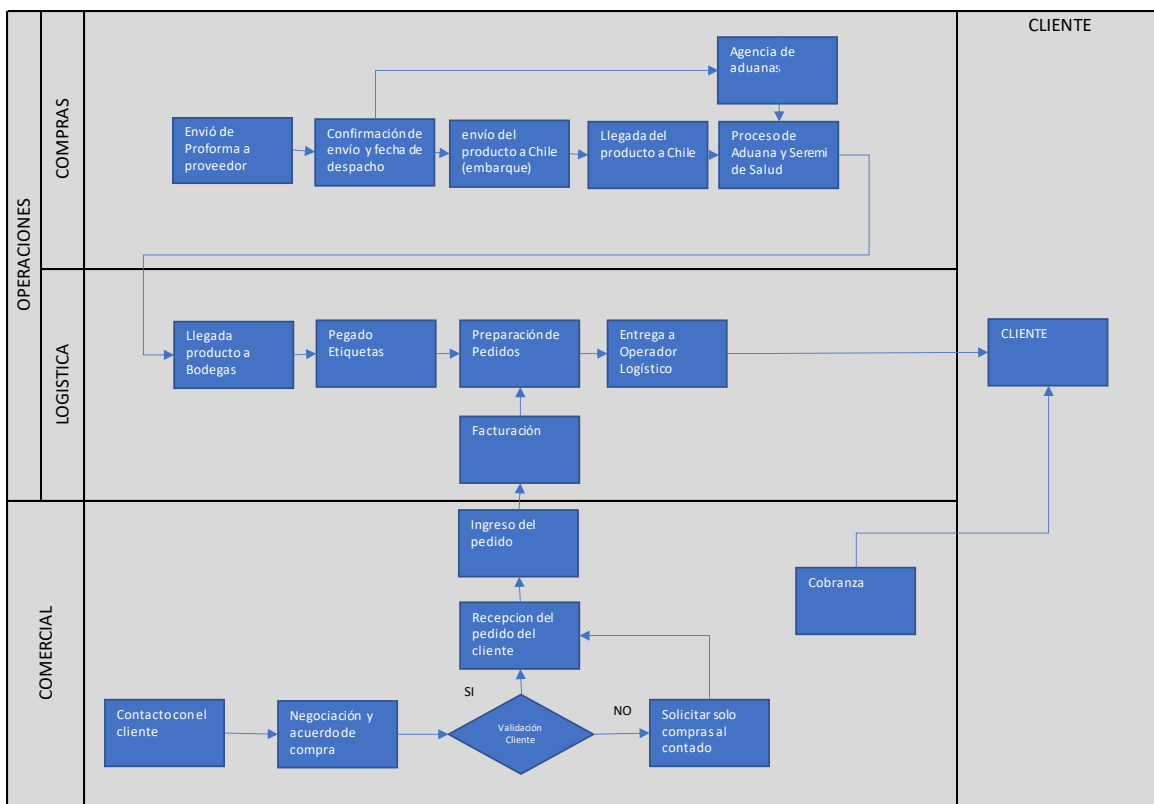 CLIENTE
OPERACIONES
COMPRAS
Agencia de
aduanas
Envió de
Proforma a
proveedor
Confirmación de
envío y fecha de
despacho
envío del
producto a Chile
(embarque)
Llegada del
producto a Chile
Proceso de
Aduana y Seremi
de Salud
LOGISTICA
Llegada
producto a
Bodegas
Pegado
Etiquetas
Preparación de
Pedidos
Entrega a
Operador
Logístico
CLIENTE
Facturación
COMERCIAL
Ingreso del
pedido
Cobranza
Recepcion del
pedido del
cliente
SI
NO
Contacto con el
cliente
Negociación y
acuerdo de
compra
Validación
Cliente
Solicitar solo
compras al
contado